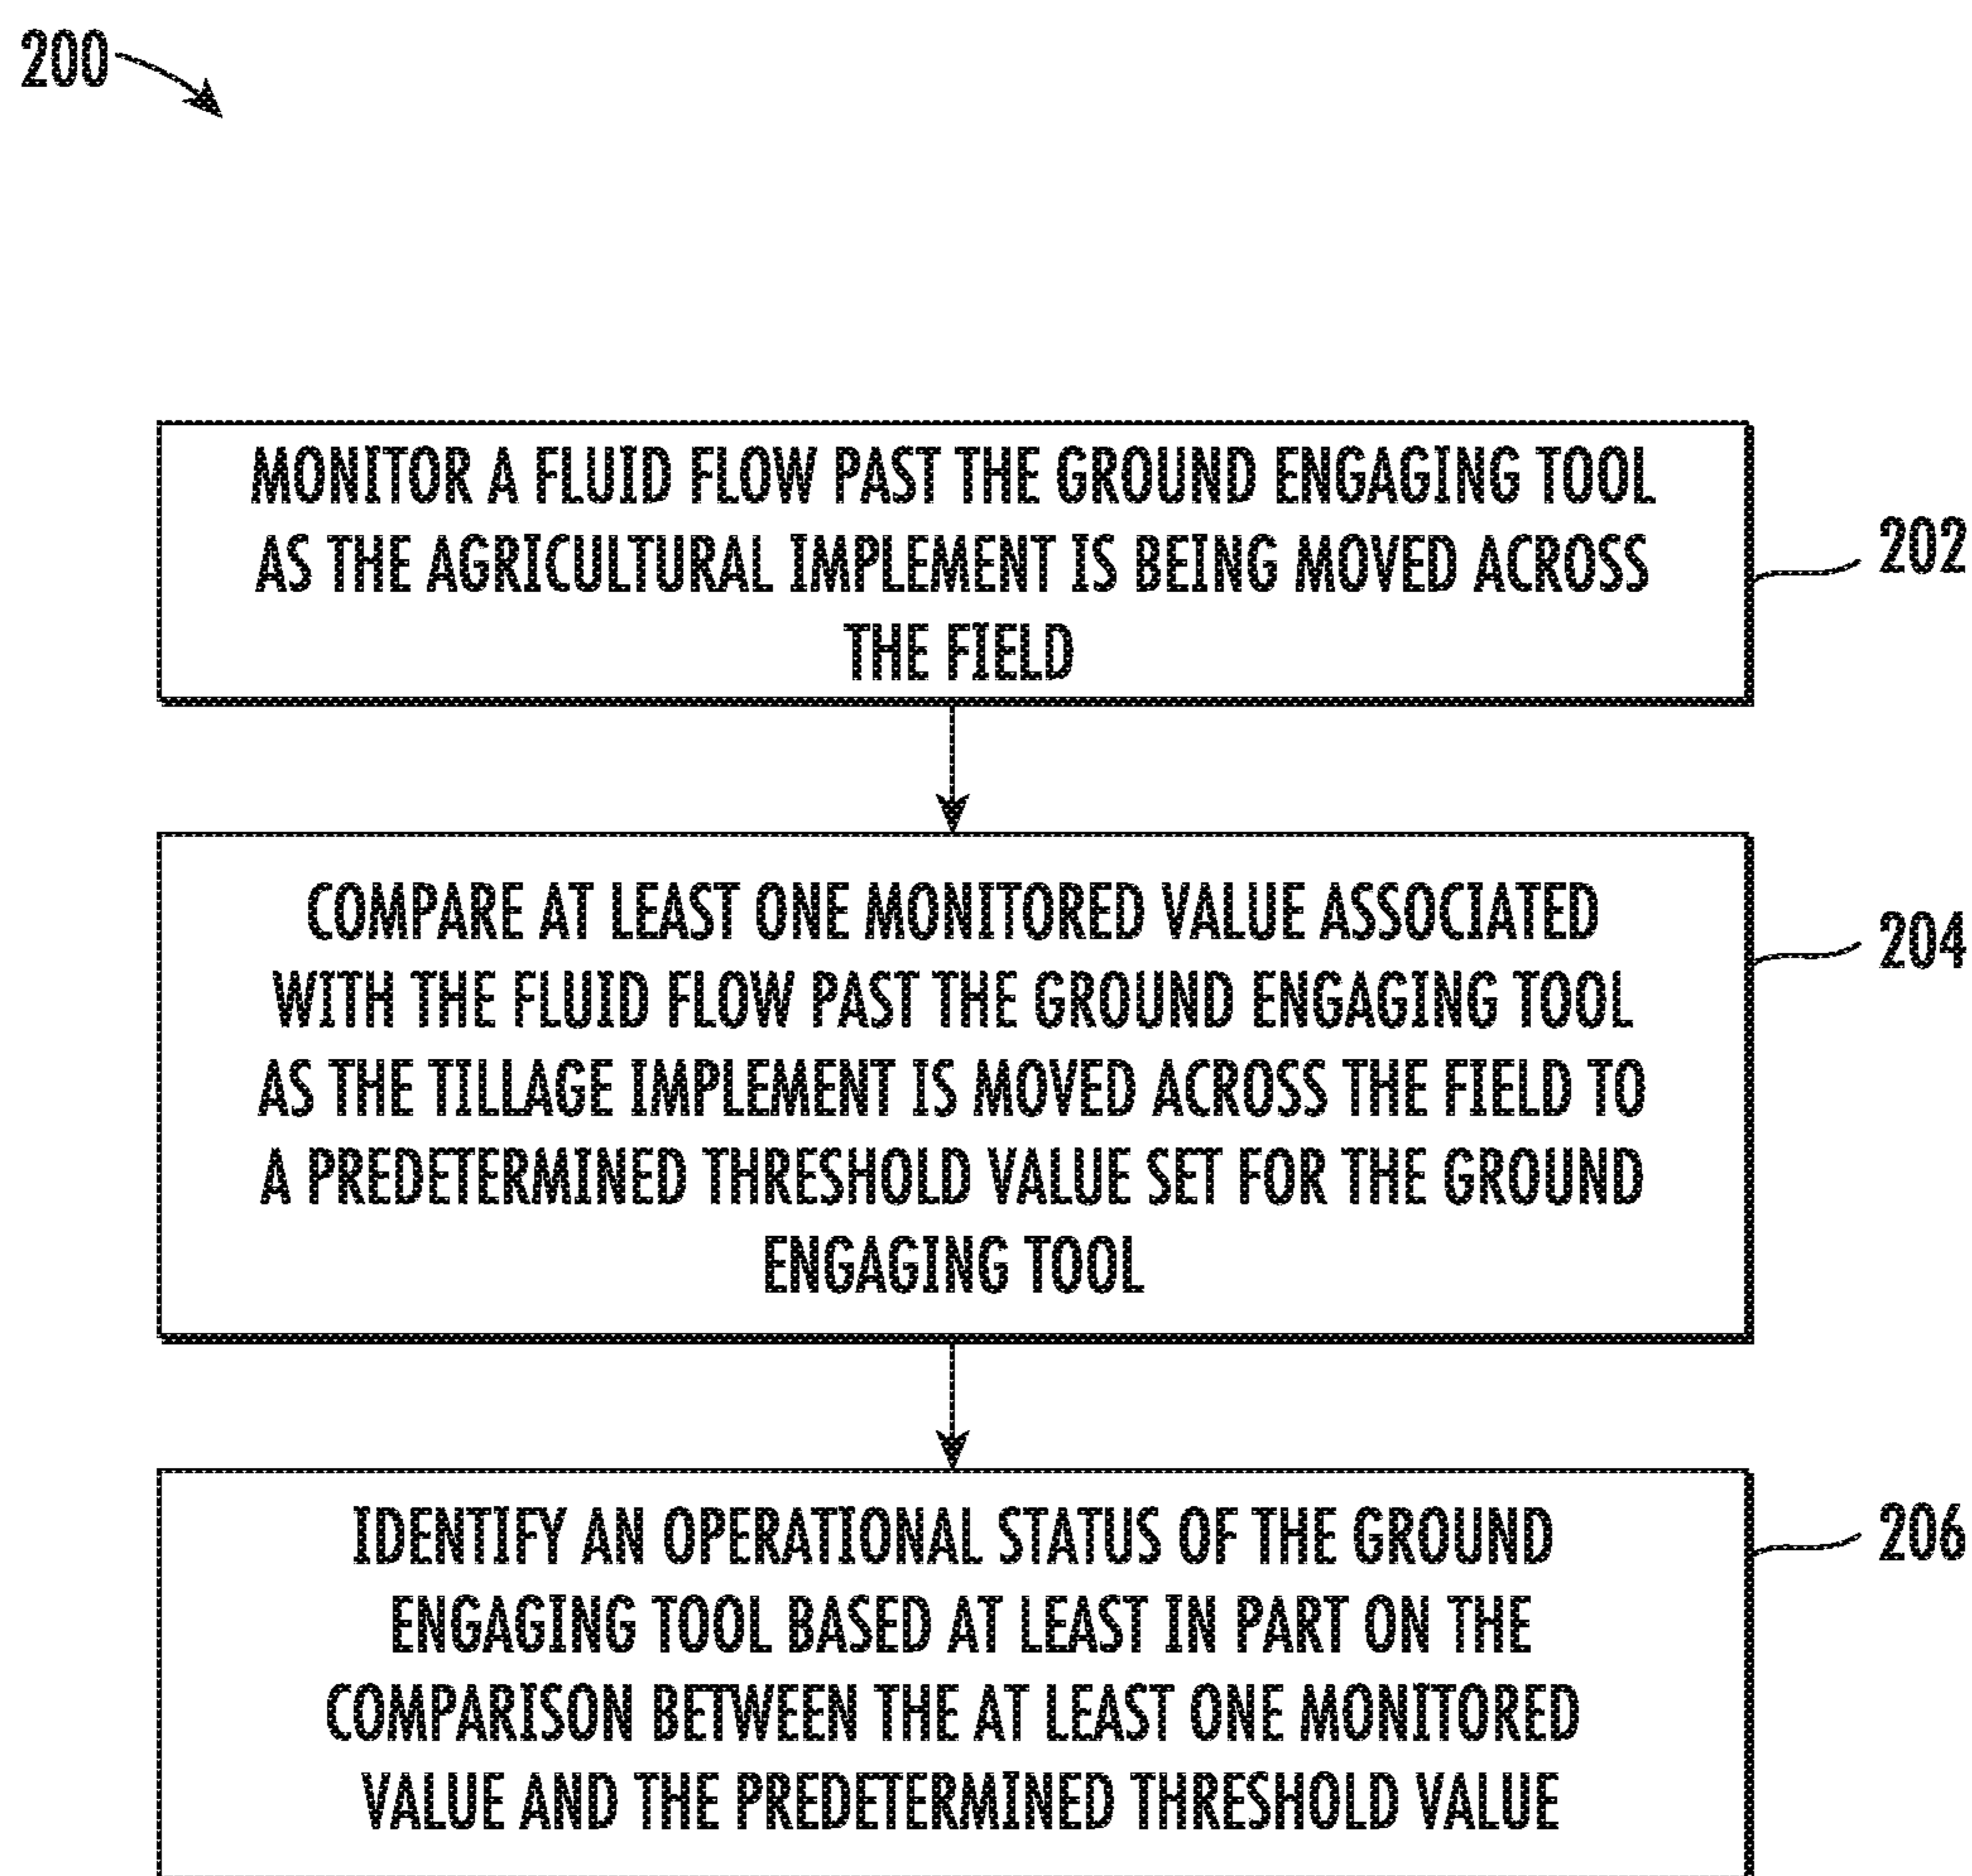 200
MONITOR A FLUID FLOW PAST THE GROUND ENGAGING TOOL
AS THE AGRICULTURAL IMPLEMENT IS BEING MOVED ACROSS
THE FIELD
202
COMPARE AT LEAST ONE MONITORED VALUE ASSOCIATED
WITH THE FLUID FLOW PAST THE GROUND ENGAGING TOOL
AS THE TILLAGE IMPLEMENT IS MOVED ACROSS THE FIELD TO
A PREDETERMINED THRESHOLD VALUE SET FOR THE GROUND
ENGAGING TOOL
204
IDENTIFY AN OPERATIONAL STATUS OF THE GROUND
ENGAGING TOOL BASED AT LEAST IN PART ON THE
COMPARISON BETWEEN THE AT LEAST ONE MONITORED
VALUE AND THE PREDETERMINED THRESHOLD VALUE
206